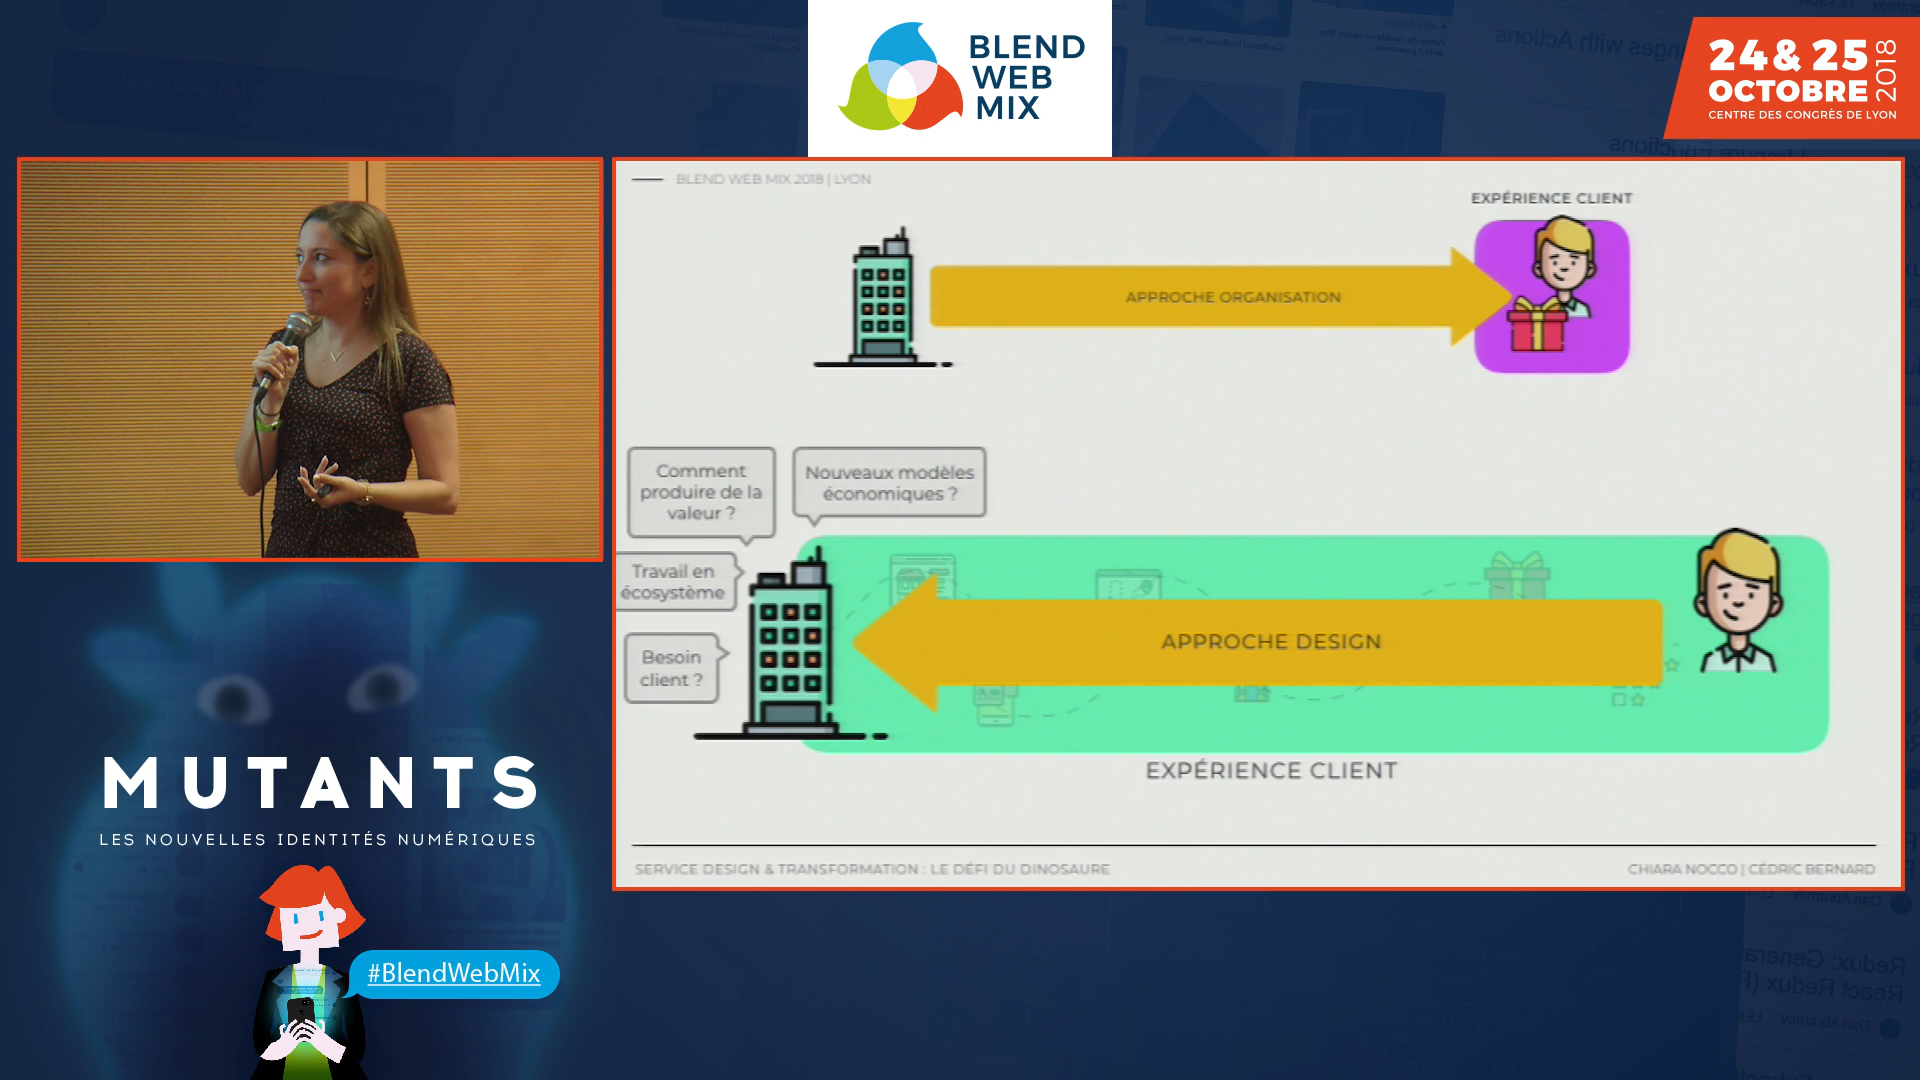 BLEND
WEB
MIX
24 & 25
OCTOBRE
2018
CENTRE DES CONGRÈS DE LYON
BLEND WEB MIX 2018 | LYON
EXPÉRIENCE CLIENT
APPROCHE ORGANISATION
Comment
produire de la
valeur ?
Nouveaux modèles
économiques ?
Travail en
écosystème
Besoin
client ?
APPROCHE DESIGN
EXPÉRIENCE CLIENT
SERVICE DESIGN & TRANSFORMATION : LE DÉFI DU DINOSAURE
CHIARA NOCCO | CÉDRIC BERNARD
MUTANTS
LES NOUVELLES IDENTITÉS NUMÉRIQUES
#BlendWebMix